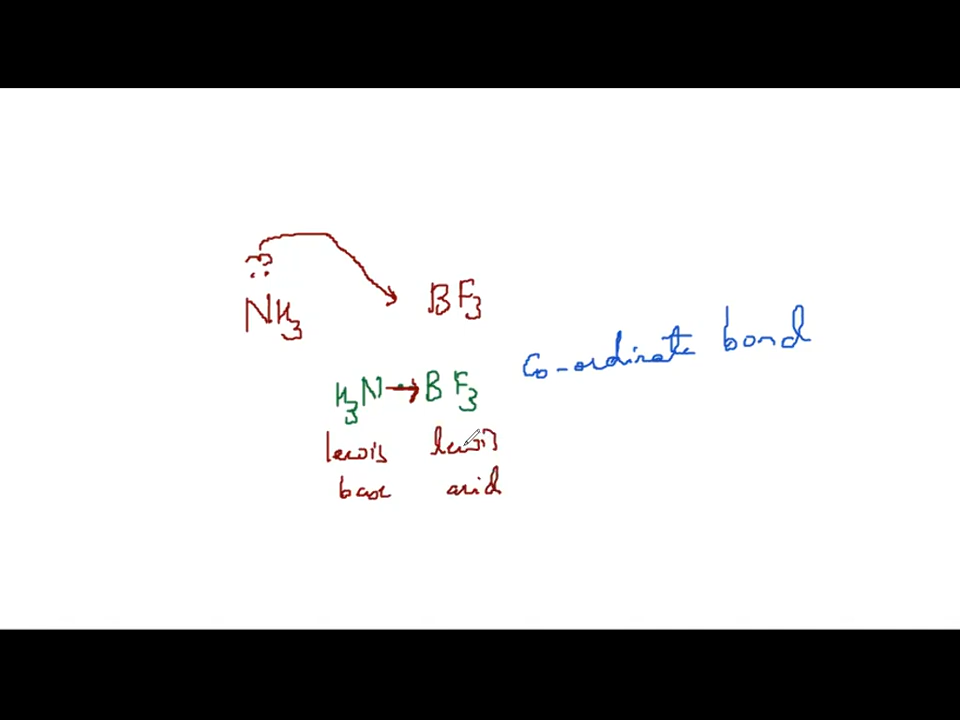 NH3 BF3
Co-ordinate bond
H3N→BF3
lewis lewis
base acid